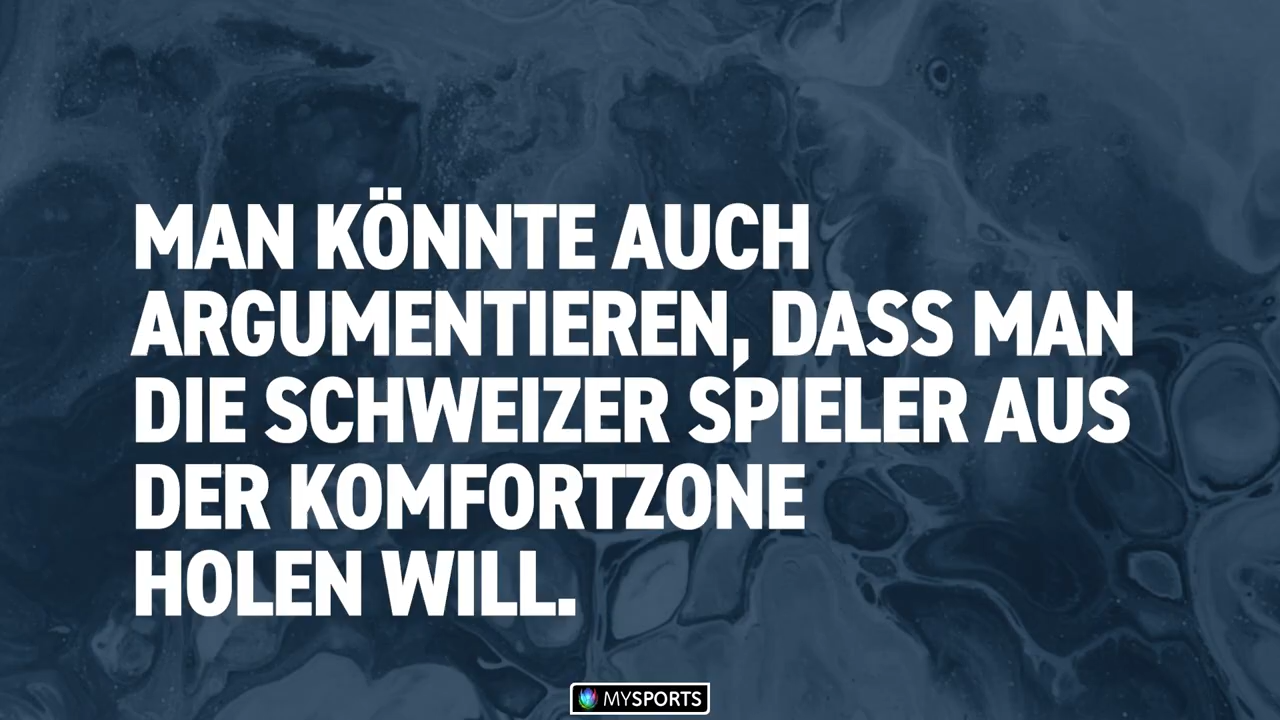 MAN KÖNNTE AUCH
ARGUMENTIEREN, DASS MAN
DIE SCHWEIZER SPIELER AUS
DER KOMFORTZONE
HOLEN WILL.
MYSPORTS